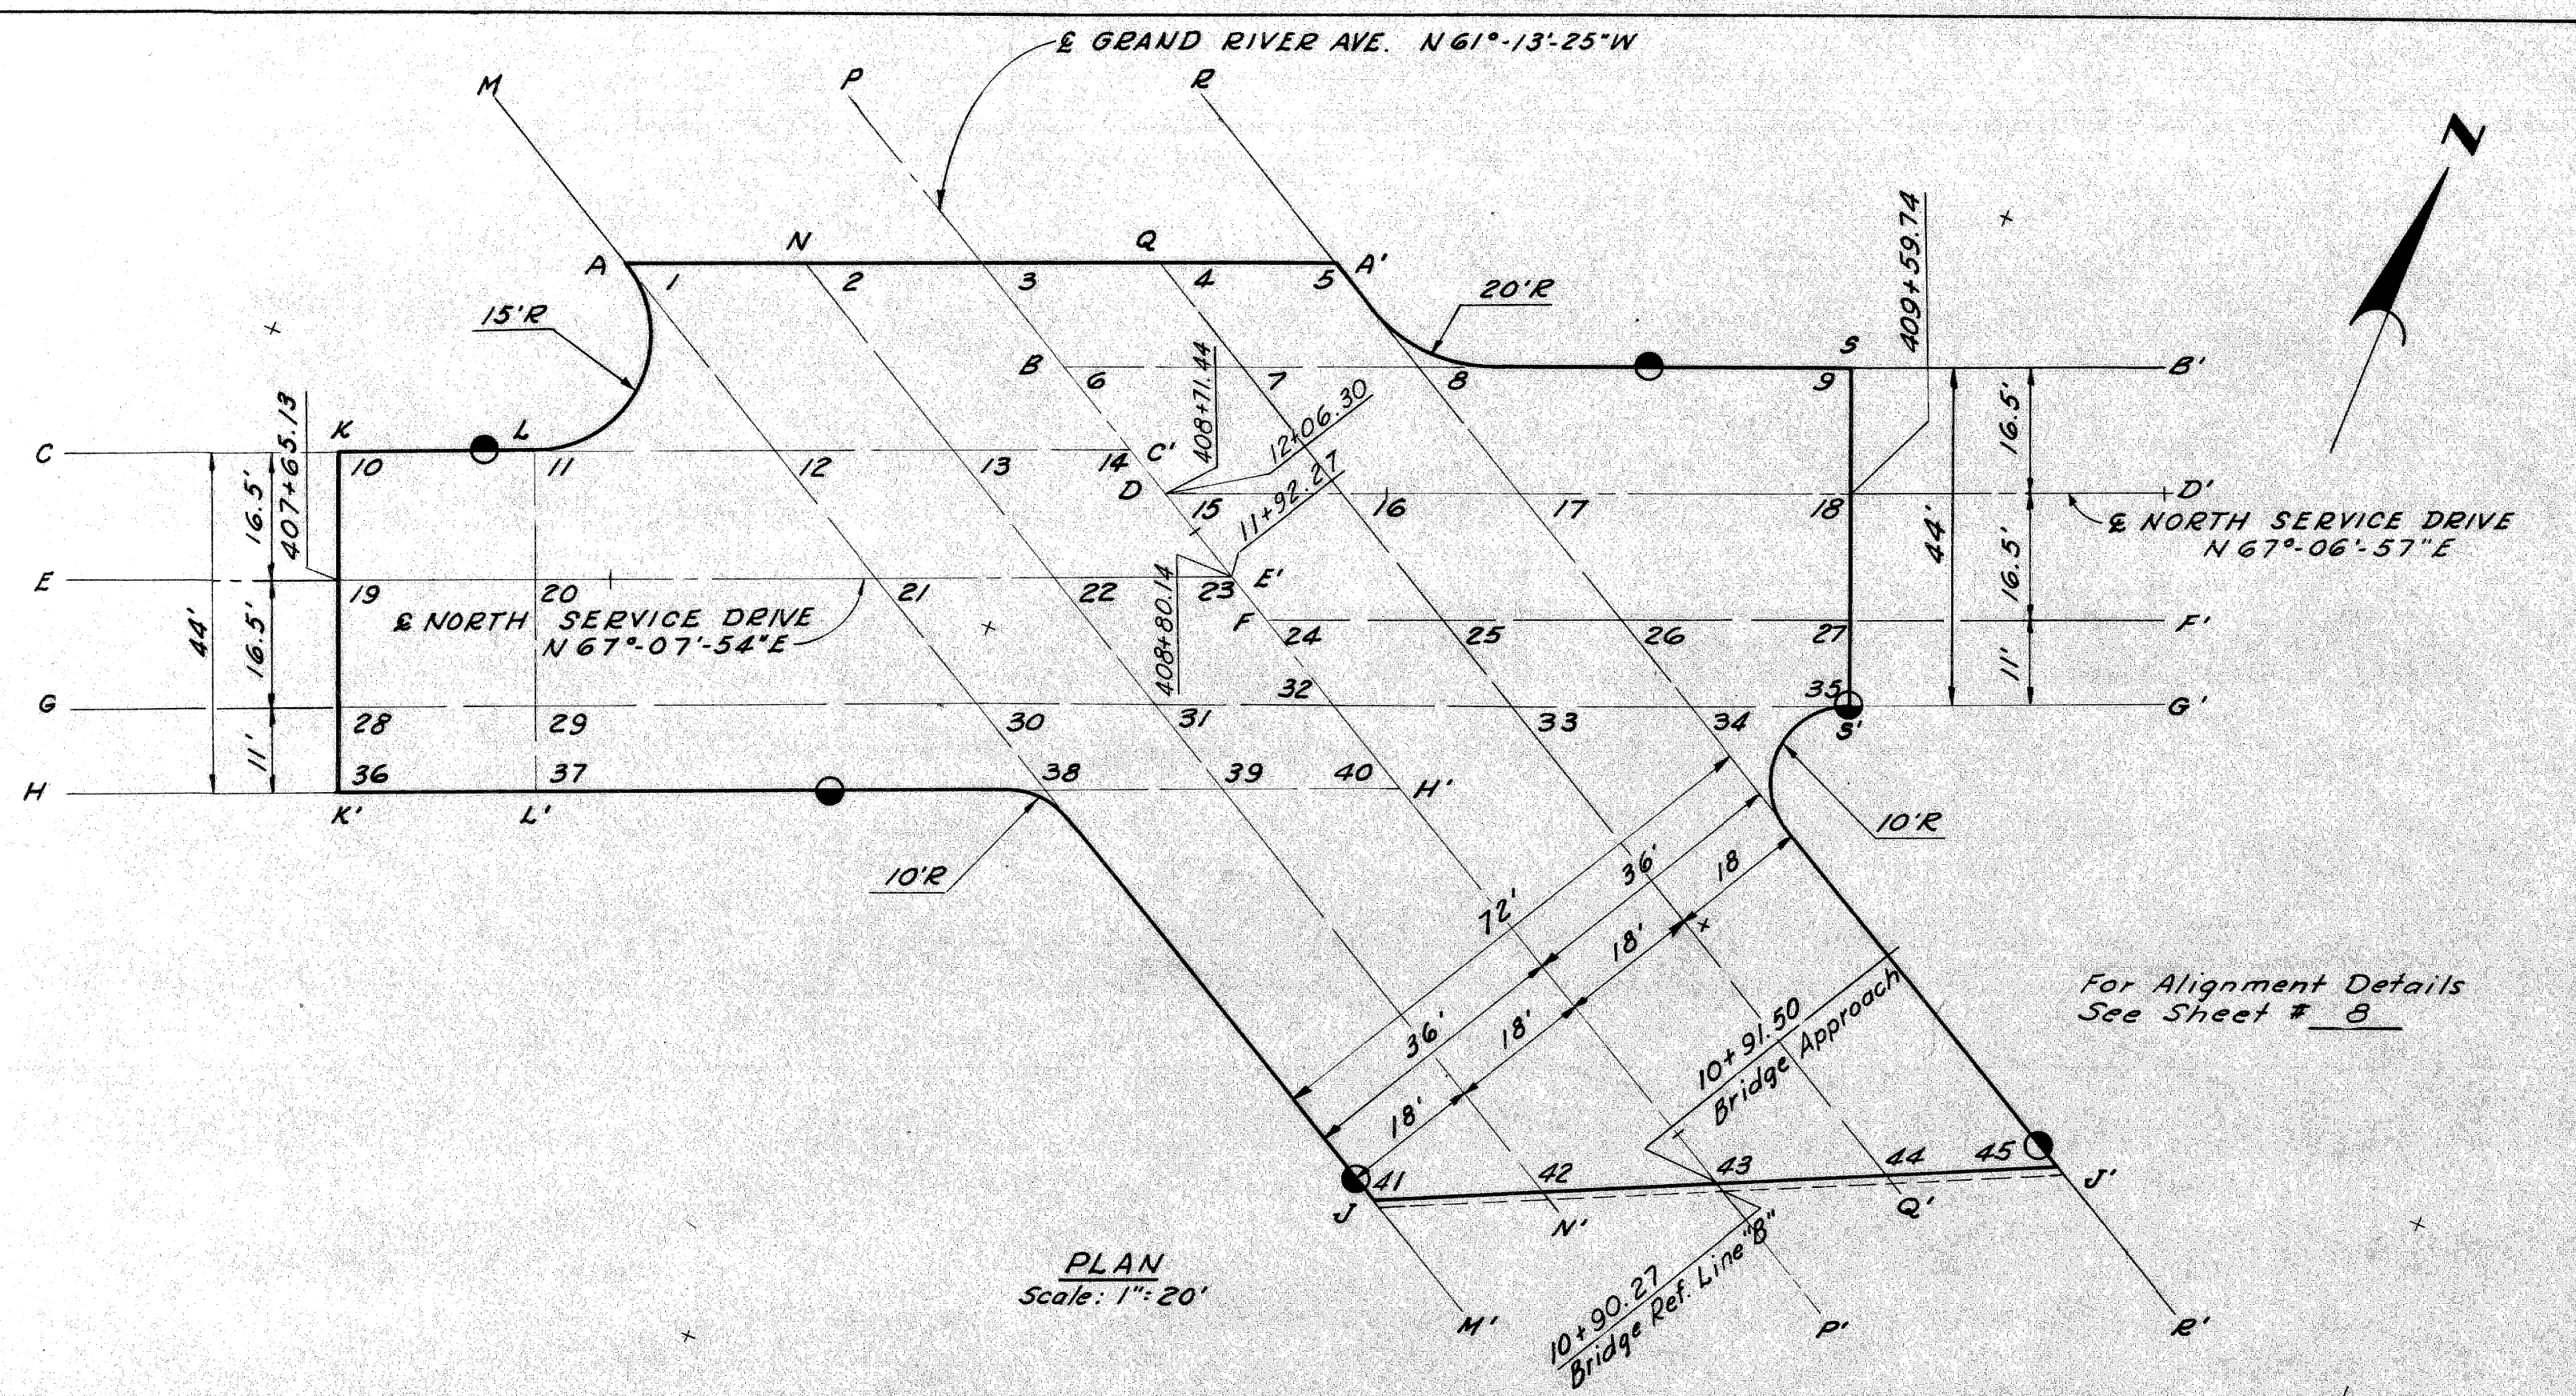 ℄ GRAND RIVER AVE. N 61°-13'-25"W
M
P
R
N
A
N
Q
A'
1
2
3
4
5
15'R
20'R
409+59.74
S
B
6
7
8
9
B'
408+71.44
12+06.30
407+65.13
K
L
C
10
11
12
13
14
C'
11+92.27
D
15
16
17
18
D'
℄ NORTH SERVICE DRIVE
N 67°-06'-57"E
16.5'
16.5'
11'
44'
E
19
20
21
22
23
E'
℄ NORTH SERVICE DRIVE
N 67°-07'-54"E
408+80.14
F
24
25
26
27
F'
44'
16.5'
16.5'
11'
G
28
29
30
31
32
33
34
35
G'
S'
H
36
37
38
39
40
H'
K'
L'
10'R
10'R
72'
36'
36'
18'
18'
18'
18
10+91.50
Bridge Approach
For Alignment Details
See Sheet # 8
41
42
43
44
45
J
N'
Q'
J'
10+90.27
Bridge Ref. Line "B"
M'
P'
R'
PLAN
Scale: 1"=20'